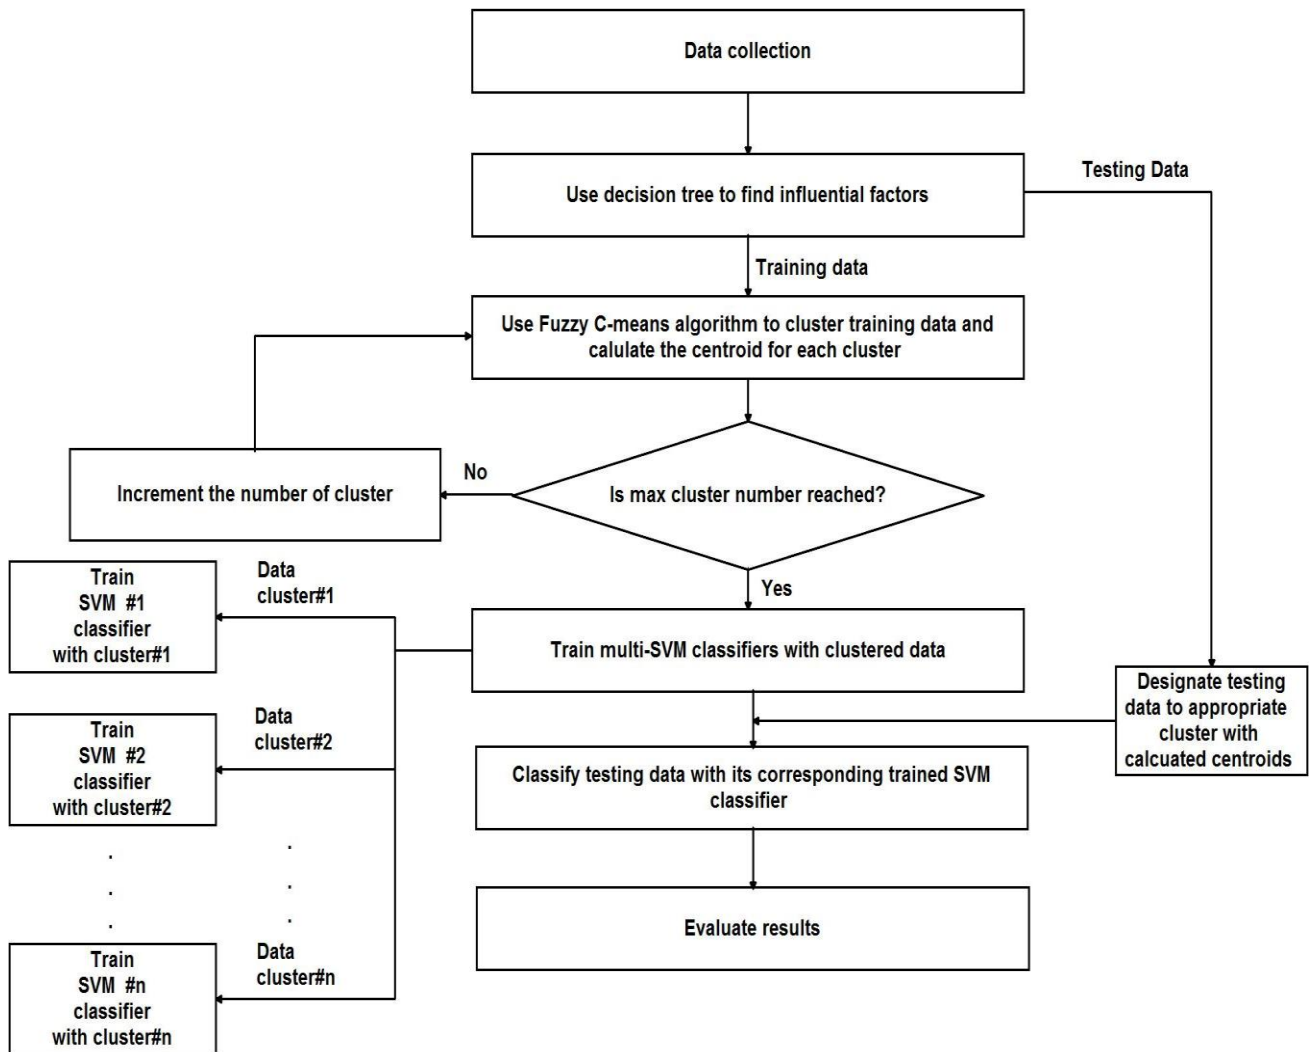 Data collection
Use decision tree to find influential factors
Testing Data
Training data
Use Fuzzy C-means algorithm to cluster training data and
calulate the centroid for each cluster
Increment the number of cluster
No
Is max cluster number reached?
Yes
Train
SVM #1
classifier
with cluster#1
Data
cluster#1
Train multi-SVM classifiers with clustered data
Designate testing
data to appropriate
cluster with
calcuated centroids
Train
SVM #2
classifier
with cluster#2
Data
cluster#2
Classify testing data with its corresponding trained SVM
classifier
.
.
.
.
.
.
Evaluate results
Train
SVM #n
classifier
with cluster#n
Data
cluster#n